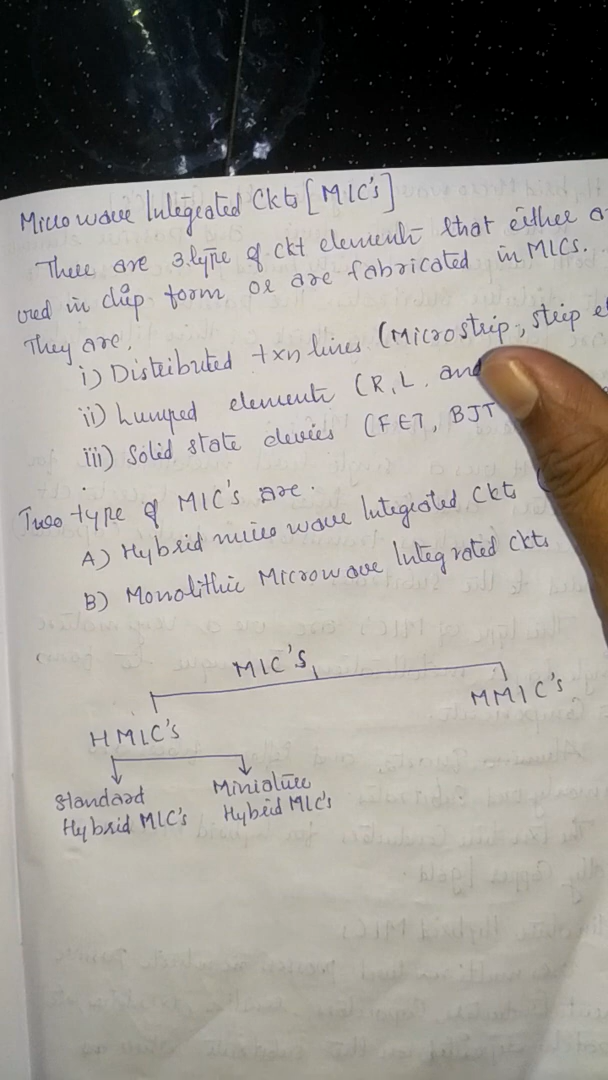 Microwave Integrated Ckts [MIC's]
There are 3 type of ckt elements that either
in chip form or are fabricated in MICs.
They are.
i) Distributed txn lines (Microstrip, strip
ii) Lumped elements (R, L, and
iii) Solid state devices (FET, BJT
Two type of MIC's are.
A) Hybrid micro wave Integrated Ckts (
B) Monolithic Microwave Integrated ckts
MIC'S
HMIC's MMIC's
Standard Miniature
Hybrid MIC's Hybrid MIC's